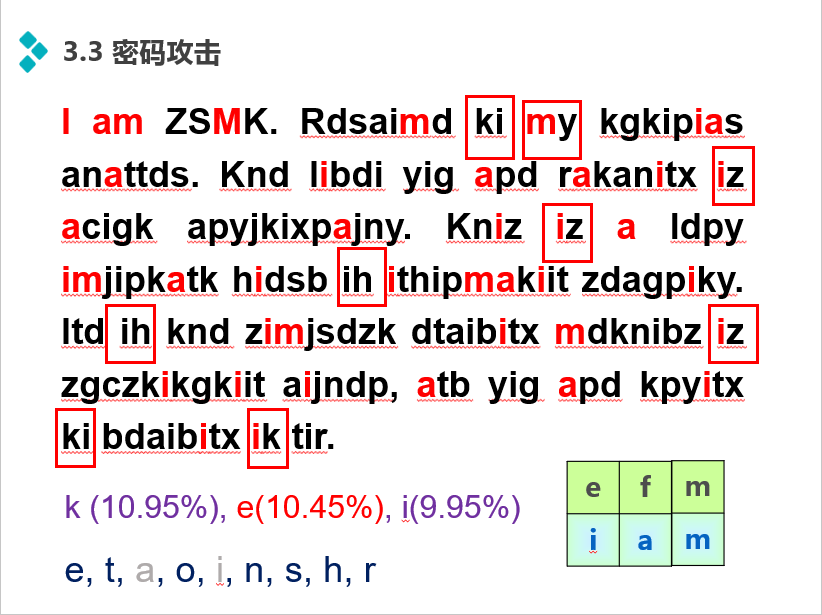 3.3 密码攻击
I am ZSMK. Rdsaimd ki my kgkipias
anattds. Knd libdi yig apd rakanitx iz
acigk apyjkixpajny. Kniz iz a ldpy
imjipkatk hidsb ih ithipmakiit zdagpiky.
ltd ih knd zimjsdzk dtaibitx mdknibz iz
zgczkikgkiit aijndp, atb yig apd kpyitx
ki bdaibitx ik tir.
k (10.95%), e(10.45%), i(9.95%)
e, t, a, o, i, n, s, h, r
e f m
i a m